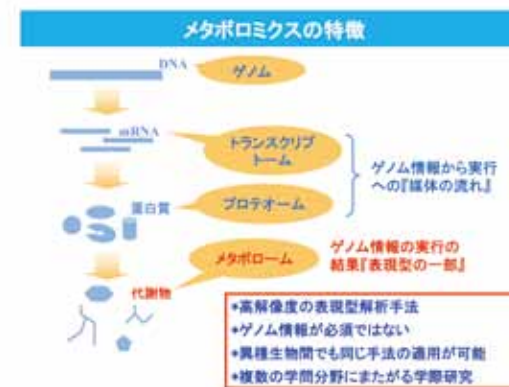 メタボロミクスの特徴
DNA
ゲノム
mRNA
トランスクリプ
トーム
ゲノム情報から実行
への『媒体の流れ』
蛋白質
プロテオーム
メタボローム
ゲノム情報の実行の
結果『表現型の一部』
代謝物
*高解像度の表現型解析手法
*ゲノム情報が必須ではない
*異種生物間でも同じ手法の適用が可能
*複数の学問分野にまたがる学際研究